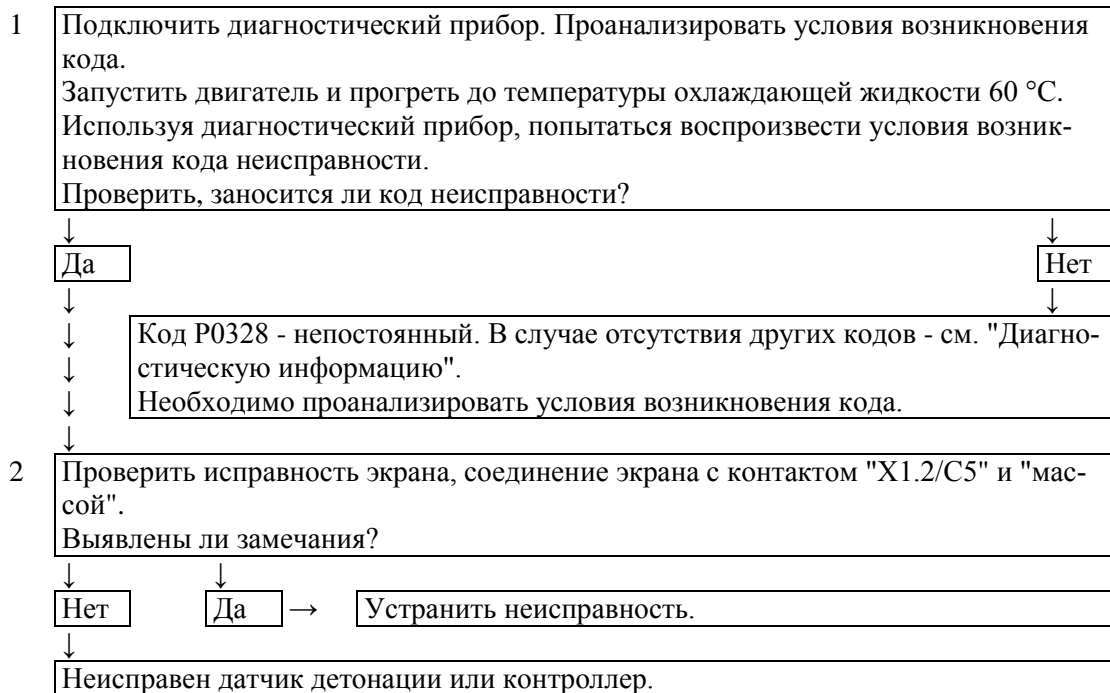 1 Подключить диагностический прибор. Проанализировать условия возникновения
кода.
Запустить двигатель и прогреть до температуры охлаждающей жидкости 60 °С.
Используя диагностический прибор, попытаться воспроизвести условия возник-
новения кода неисправности.
Проверить, заносится ли код неисправности?
↓ ↓
Да Нет
↓ ↓
↓ Код Р0328 - непостоянный. В случае отсутствия других кодов - см. "Диагно-
↓ стическую информацию".
↓ Необходимо проанализировать условия возникновения кода.
↓
2 Проверить исправность экрана, соединение экрана с контактом "Х1.2/С5" и "мас-
сой".
Выявлены ли замечания?
↓ ↓
Нет Да → Устранить неисправность.
↓
Неисправен датчик детонации или контроллер.